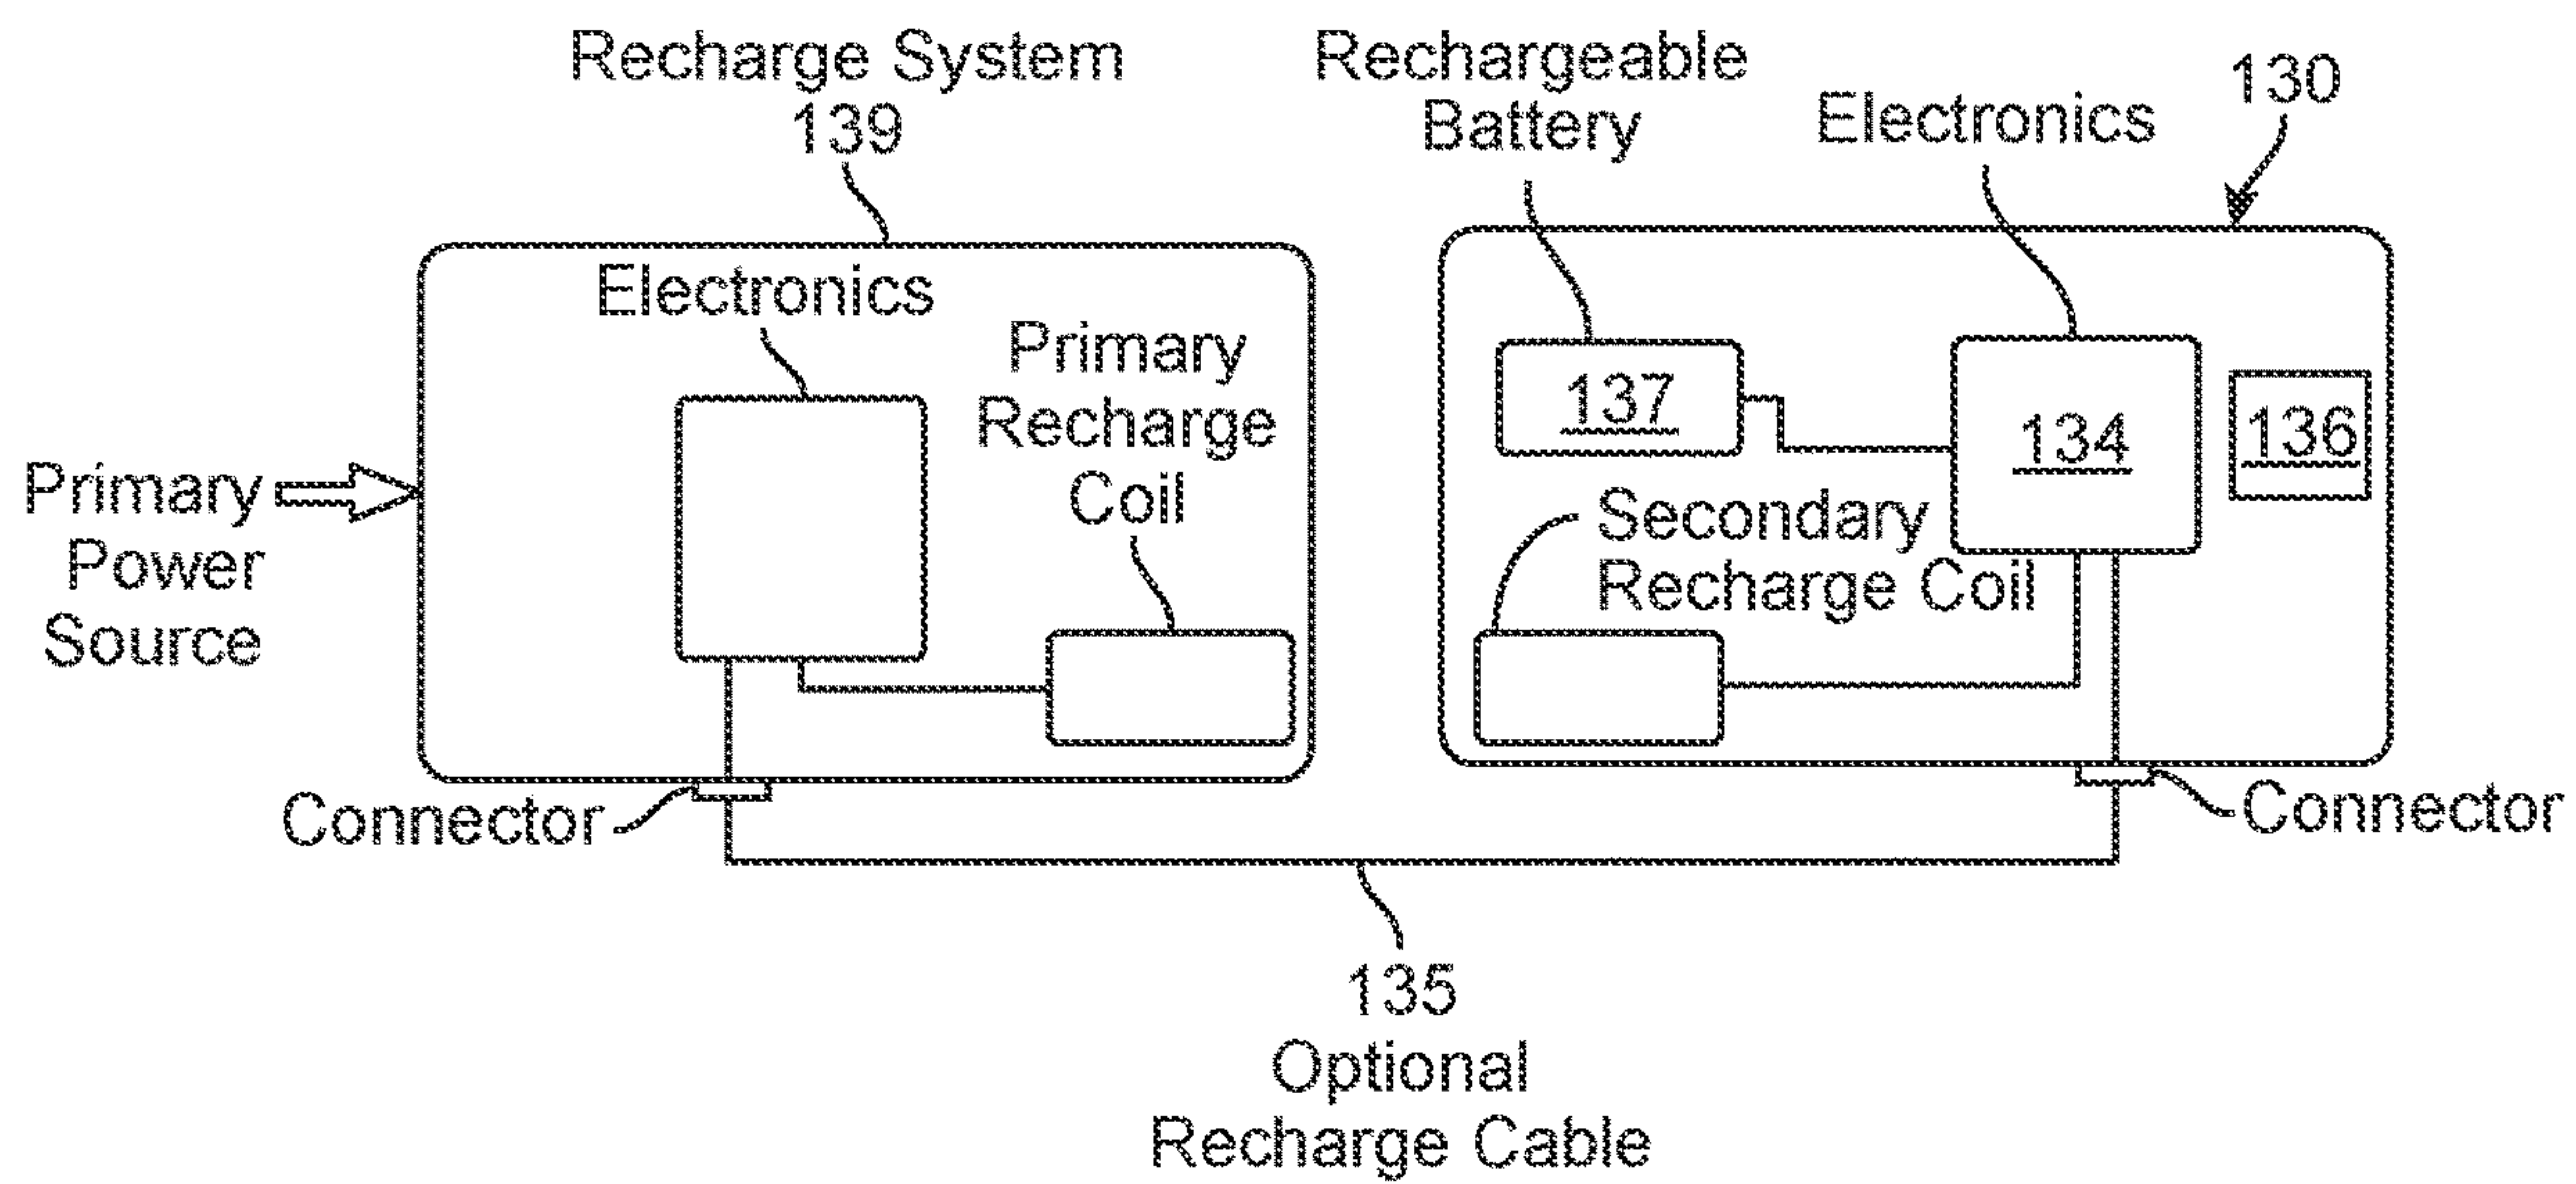 Recharge System
139
Rechargeable
Battery
Electronics
130
Electronics
Primary
Recharge
Coil
Primary
Power
Source
137
134
136
Secondary
Recharge Coil
Connector
Connector
135
Optional
Recharge Cable